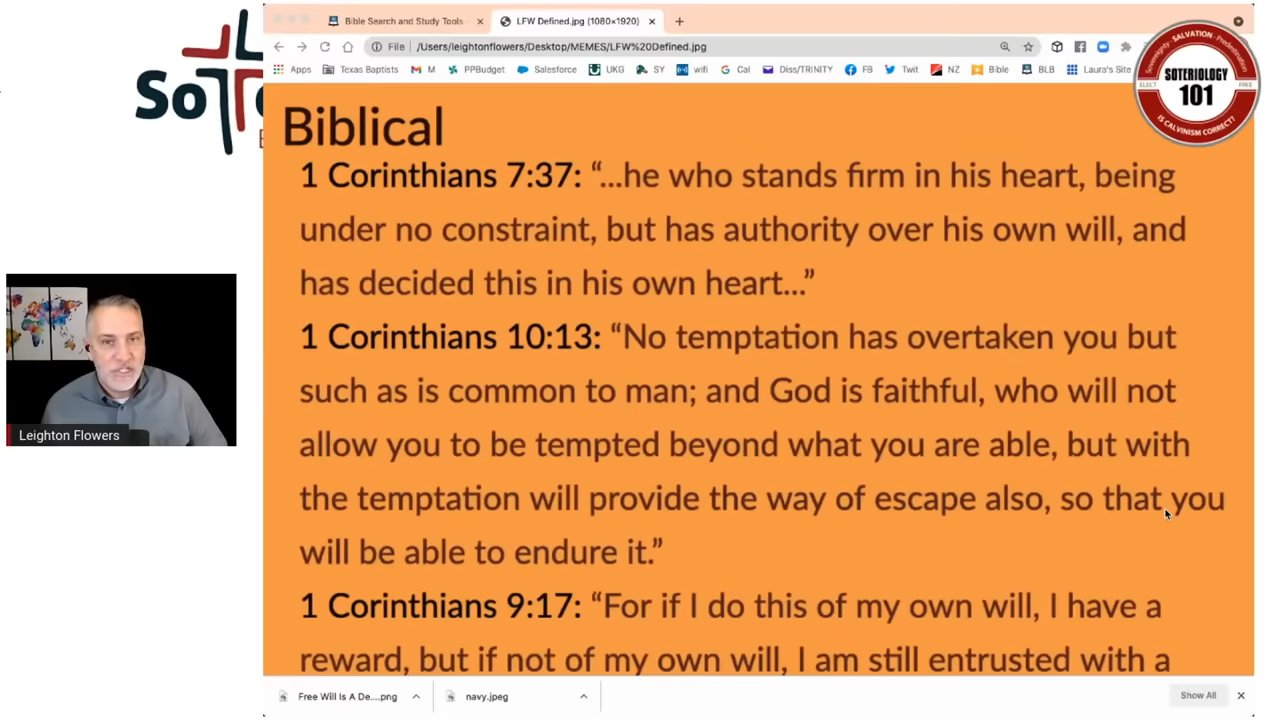 So
E
Bible Search and Study Tools
LFW Defined.jpg (1080×1920)
File
/Users/leightonflowers/Desktop/MEMES/LFW%20Defined.jpg
Apps
Texas Baptists
M
PPBudget
Salesforce
UKG
SY
wifi
Cal
Diss/TRINITY
FB
Twit
NZ
Bible
BLB
Laura's Site
Sovereignty · SALVATION · Predestination
ELECT
SOTERIOLOGY
101
FREE
IS CALVINISM CORRECT?
Biblical
1 Corinthians 7:37: “...he who stands firm in his heart, being
under no constraint, but has authority over his own will, and
has decided this in his own heart...”
1 Corinthians 10:13: “No temptation has overtaken you but
such as is common to man; and God is faithful, who will not
allow you to be tempted beyond what you are able, but with
the temptation will provide the way of escape also, so that you
will be able to endure it.”
1 Corinthians 9:17: “For if I do this of my own will, I have a
reward, but if not of my own will, I am still entrusted with a
Leighton Flowers
Free Will Is A De....png
navy.jpeg
Show All